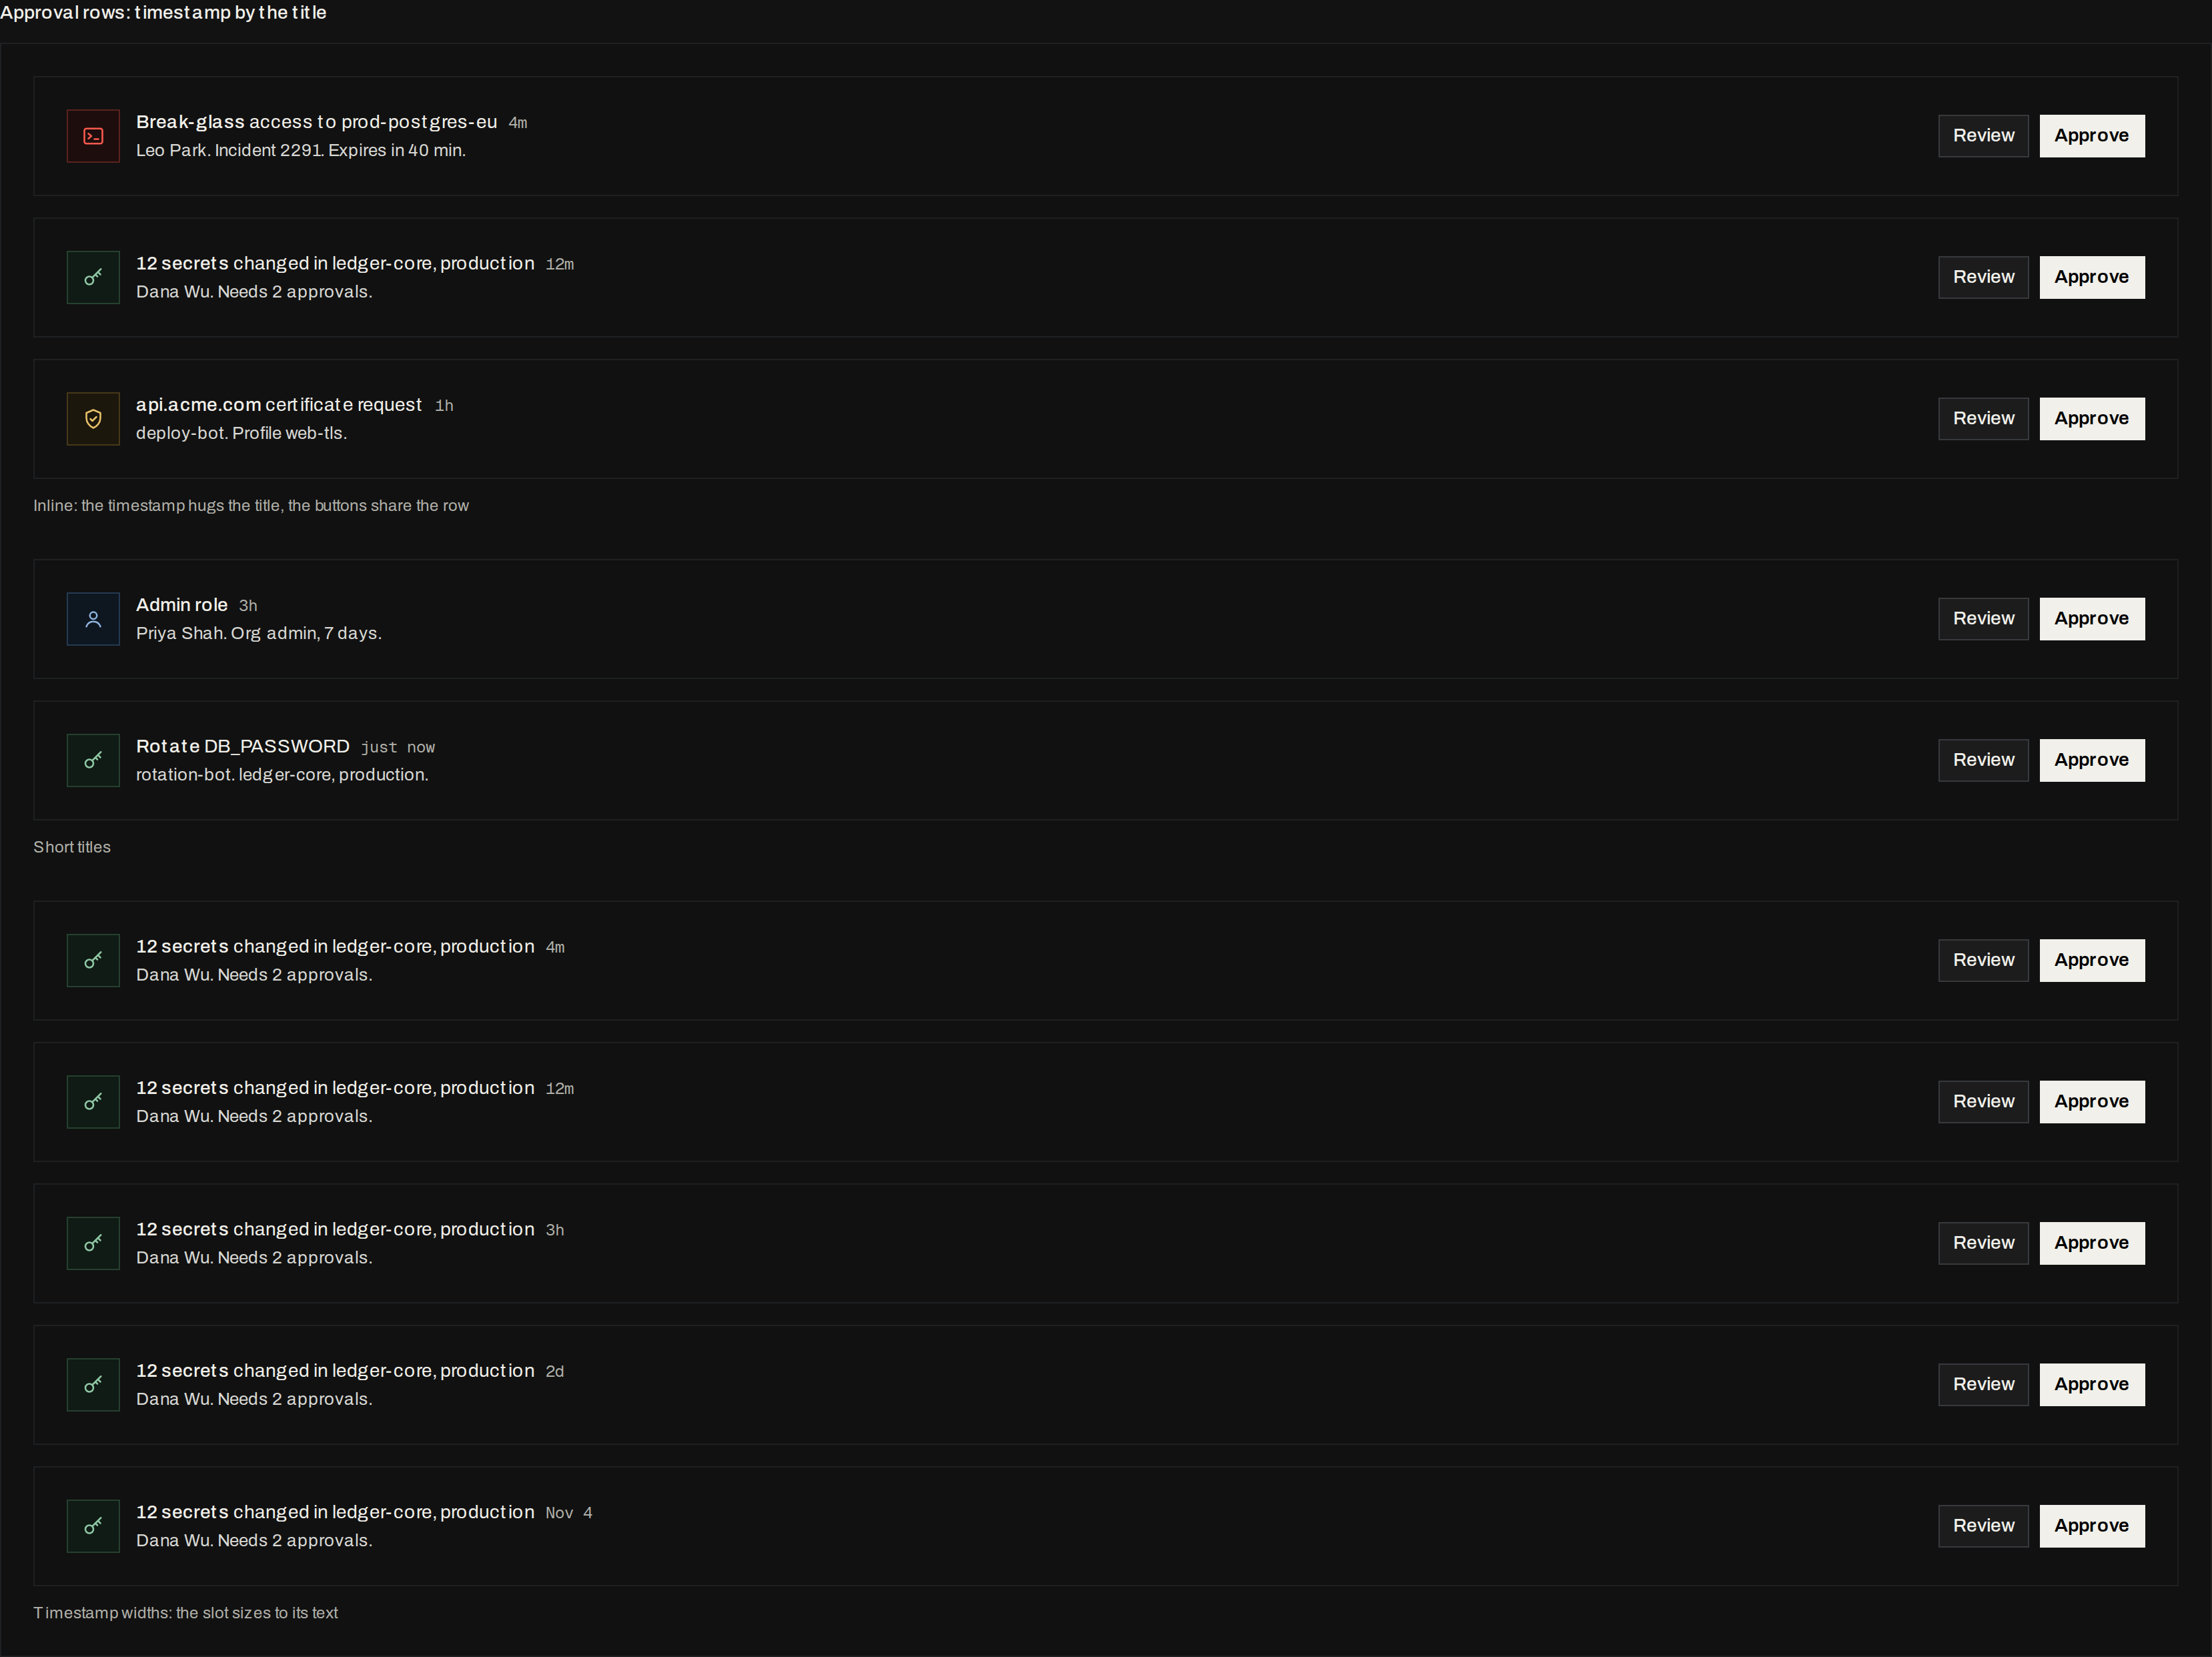 Approval rows: timestamp by the title
Break-glass access to prod-postgres-eu 4m
Leo Park. Incident 2291. Expires in 40 min.
Review Approve
12 secrets changed in ledger-core, production 12m
Dana Wu. Needs 2 approvals.
Review Approve
api.acme.com certificate request 1h
deploy-bot. Profile web-tls.
Review Approve
Inline: the timestamp hugs the title, the buttons share the row
Admin role 3h
Priya Shah. Org admin, 7 days.
Review Approve
Rotate DB_PASSWORD just now
rotation-bot. ledger-core, production.
Review Approve
Short titles
12 secrets changed in ledger-core, production 4m
Dana Wu. Needs 2 approvals.
Review Approve
12 secrets changed in ledger-core, production 12m
Dana Wu. Needs 2 approvals.
Review Approve
12 secrets changed in ledger-core, production 3h
Dana Wu. Needs 2 approvals.
Review Approve
12 secrets changed in ledger-core, production 2d
Dana Wu. Needs 2 approvals.
Review Approve
12 secrets changed in ledger-core, production Nov 4
Dana Wu. Needs 2 approvals.
Review Approve
Timestamp widths: the slot sizes to its text